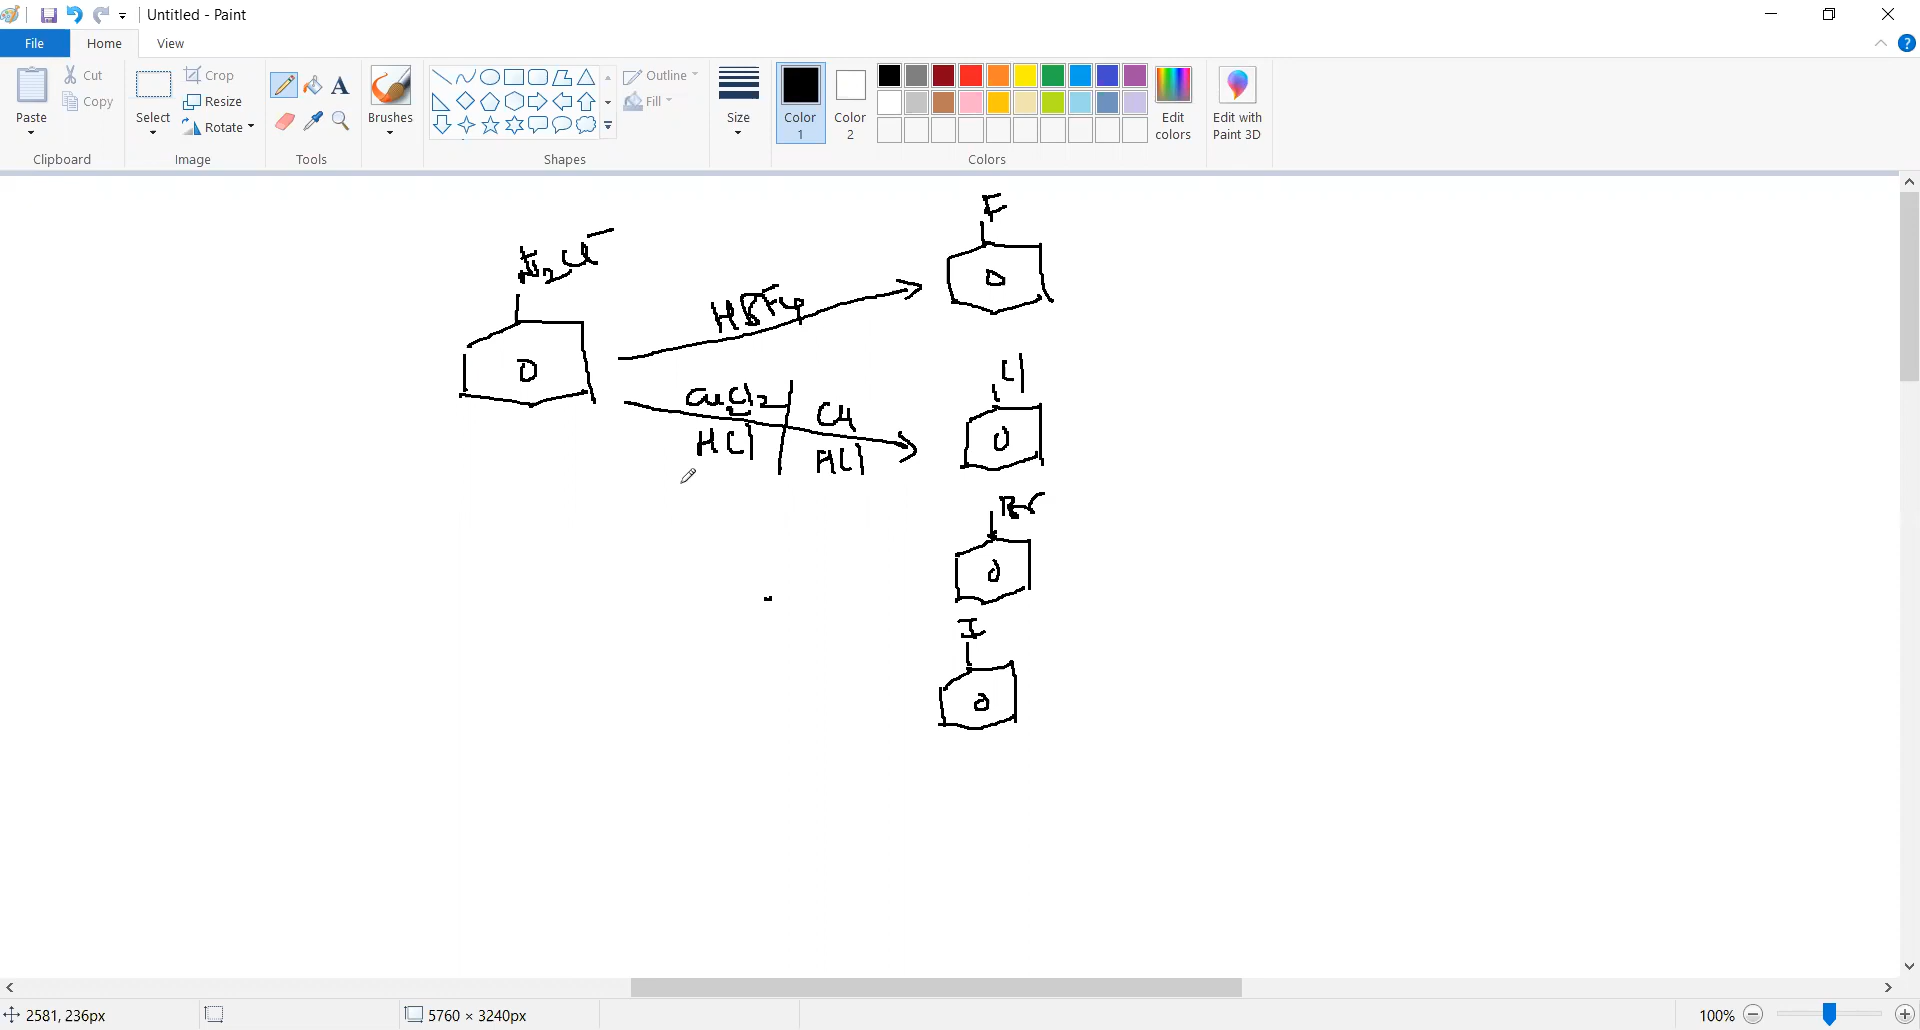 Untitled - Paint
File Home View
Cut
Copy
Paste
Clipboard
Select
Crop
Resize
Rotate
Image
Tools
Brushes
Shapes
Outline
Fill
Size
Color 1
Color 2
Colors
Edit colors
Edit with Paint 3D
F
N2Cl-
HBF4
Cl
HCl
HCl
Br
I
2581, 236px
5760 × 3240px
100%